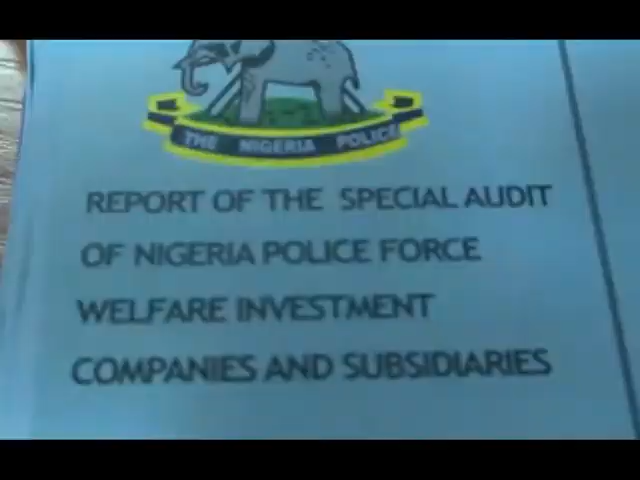 THE NIGERIA POLICE
REPORT OF THE SPECIAL AUDIT
OF NIGERIA POLICE FORCE
WELFARE INVESTMENT
COMPANIES AND SUBSIDIARIES